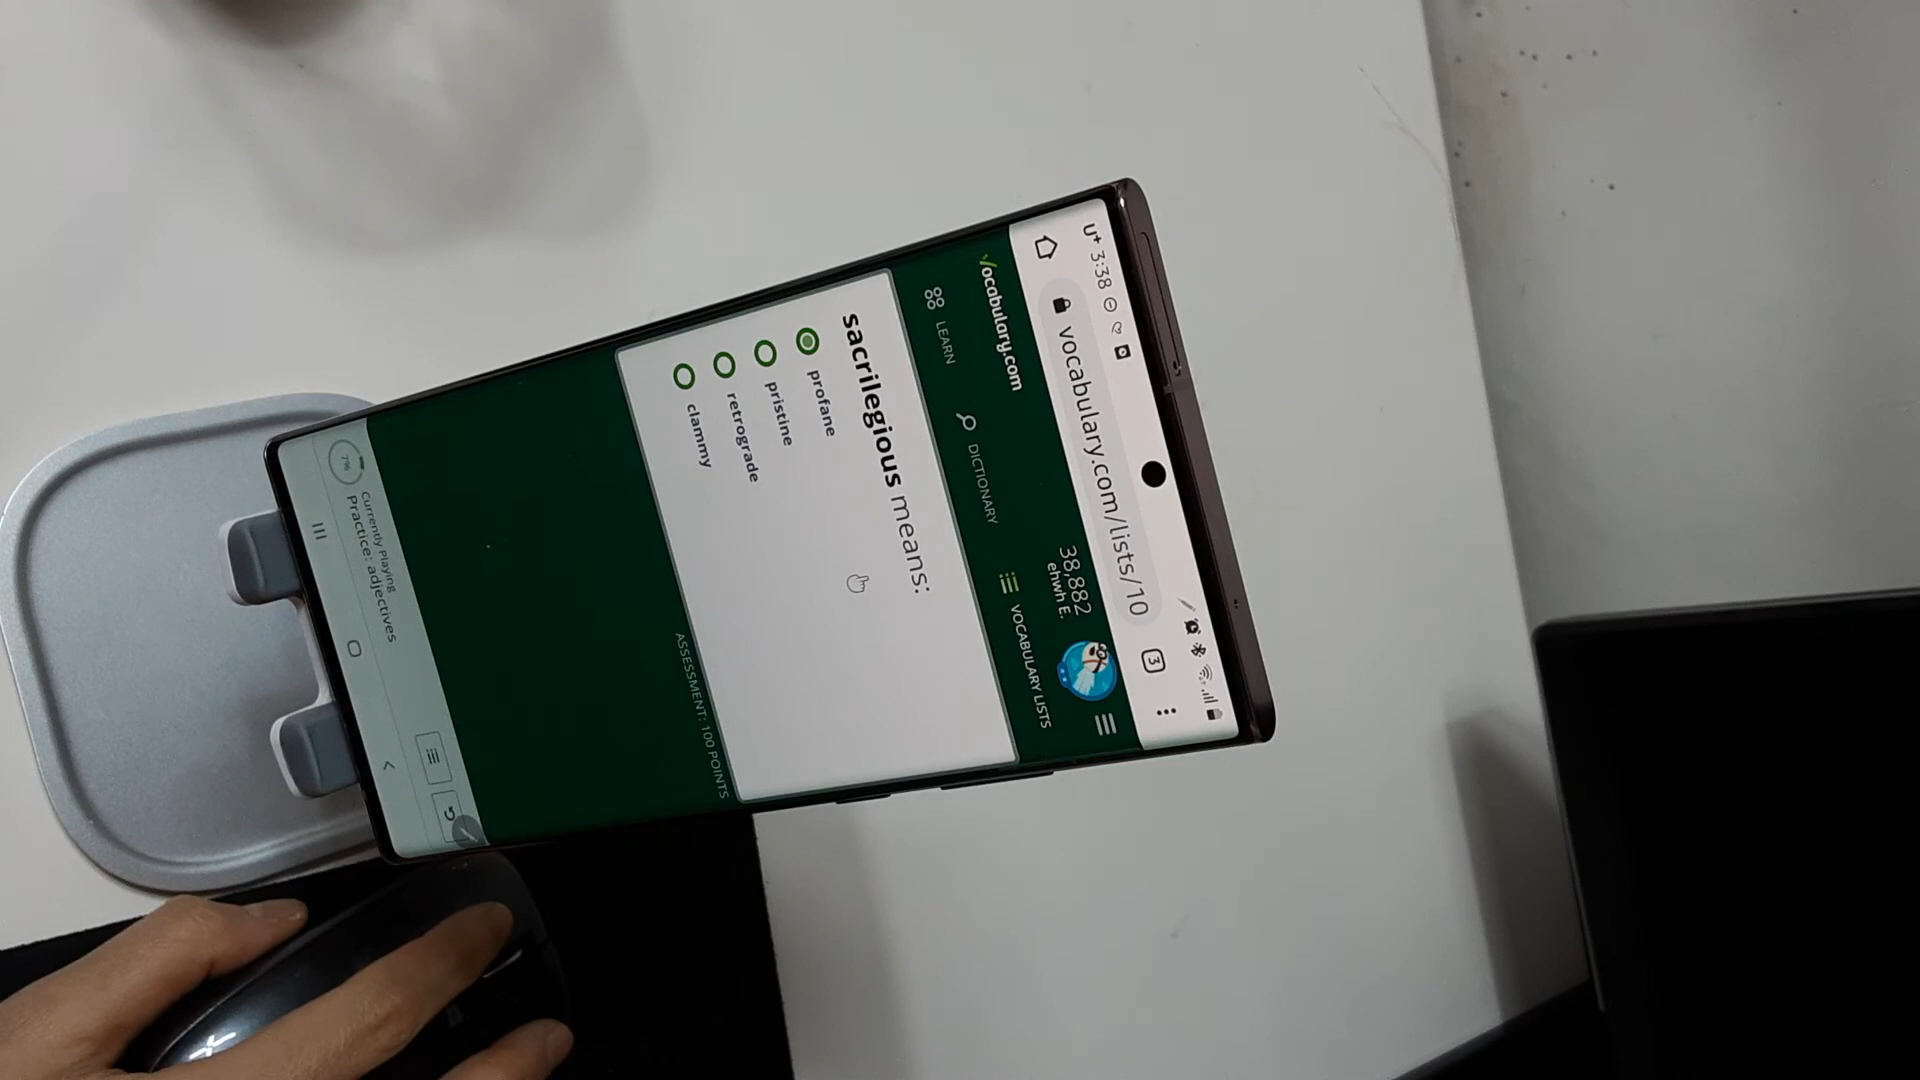 U+ 3:38
vocabulary.com/lists/10
3
Vocabulary.com
38,882
ehwh E.
LEARN
DICTIONARY
VOCABULARY LISTS
sacrilegious means:
profane
pristine
retrograde
clammy
ASSESSMENT: 100 POINTS
7%
Currently Playing
Practice: adjectives